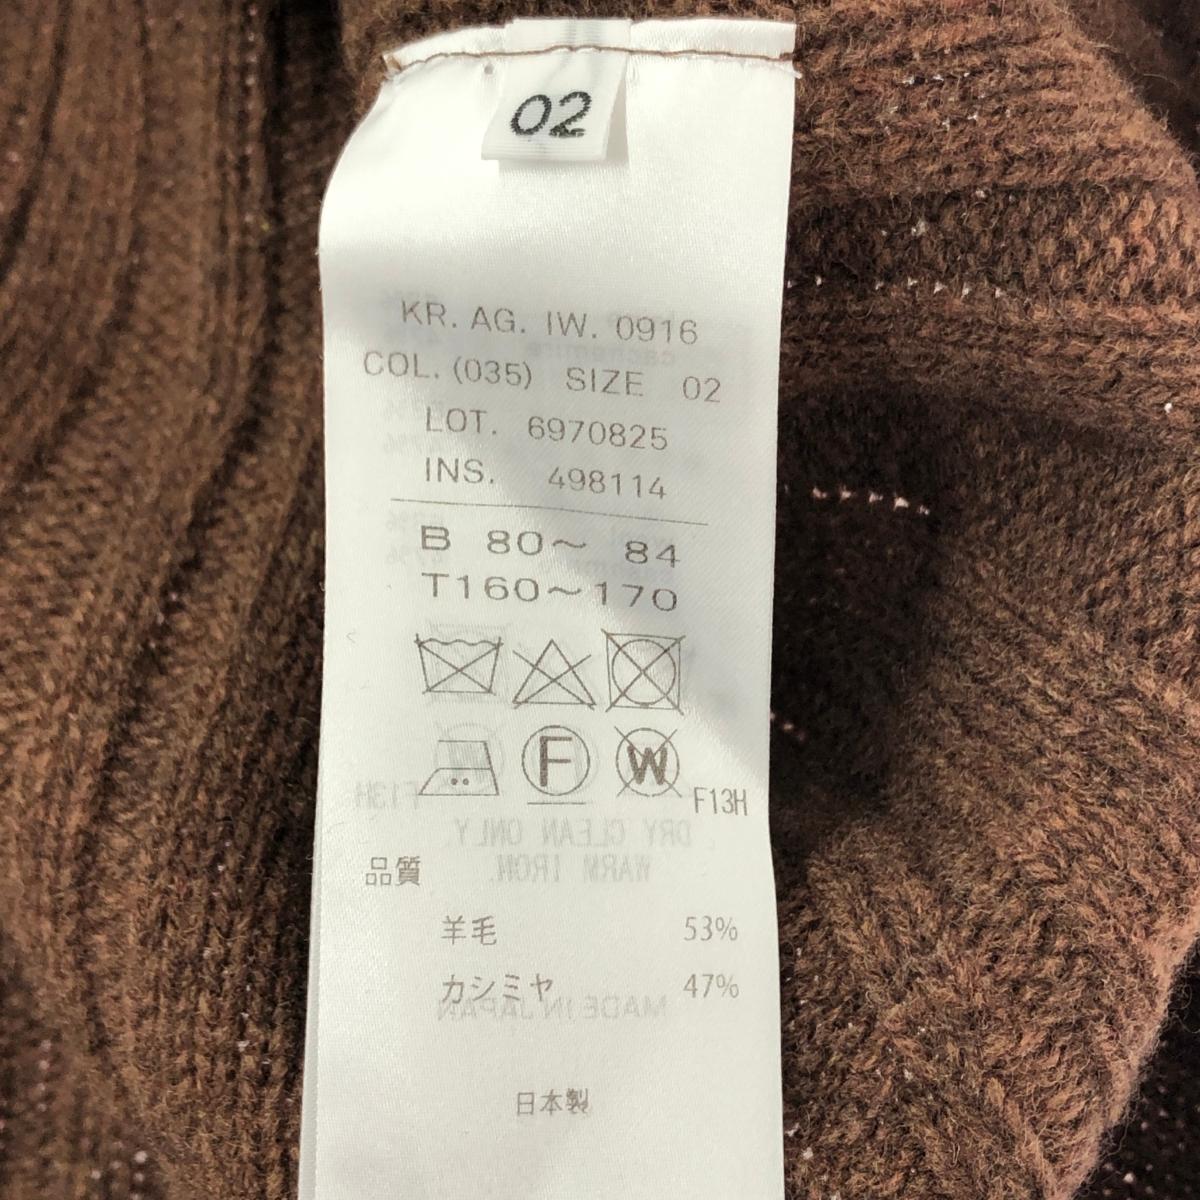 02
KR. AG. IW. 0916
COL. (035) SIZE 02
LOT. 6970825
INS. 498114
B 80～ 84
T160～170
F W F13H
F13H
DRY CLEAN ONLY.
WARM IRON.
品質
羊毛 53%
カシミヤ 47%
MADE IN JAPAN
日本製